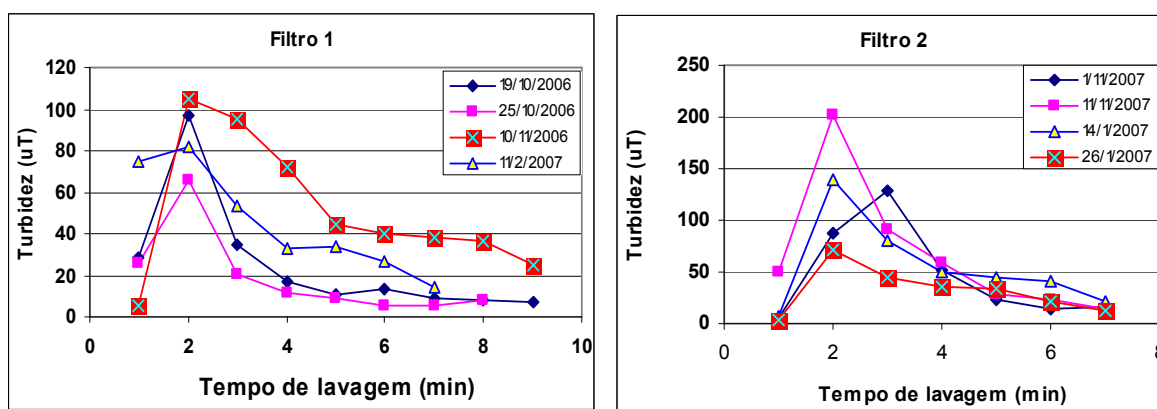 Filtro 1
Turbidez (uT)
120
100
80
60
40
20
0
0 2 4 6 8 10
Tempo de lavagem (min)
19/10/2006
25/10/2006
10/11/2006
11/2/2007
Filtro 2
Turbidez (uT)
250
200
150
100
50
0
0 2 4 6 8
Tempo de lavagem (min)
1/11/2007
11/11/2007
14/1/2007
26/1/2007